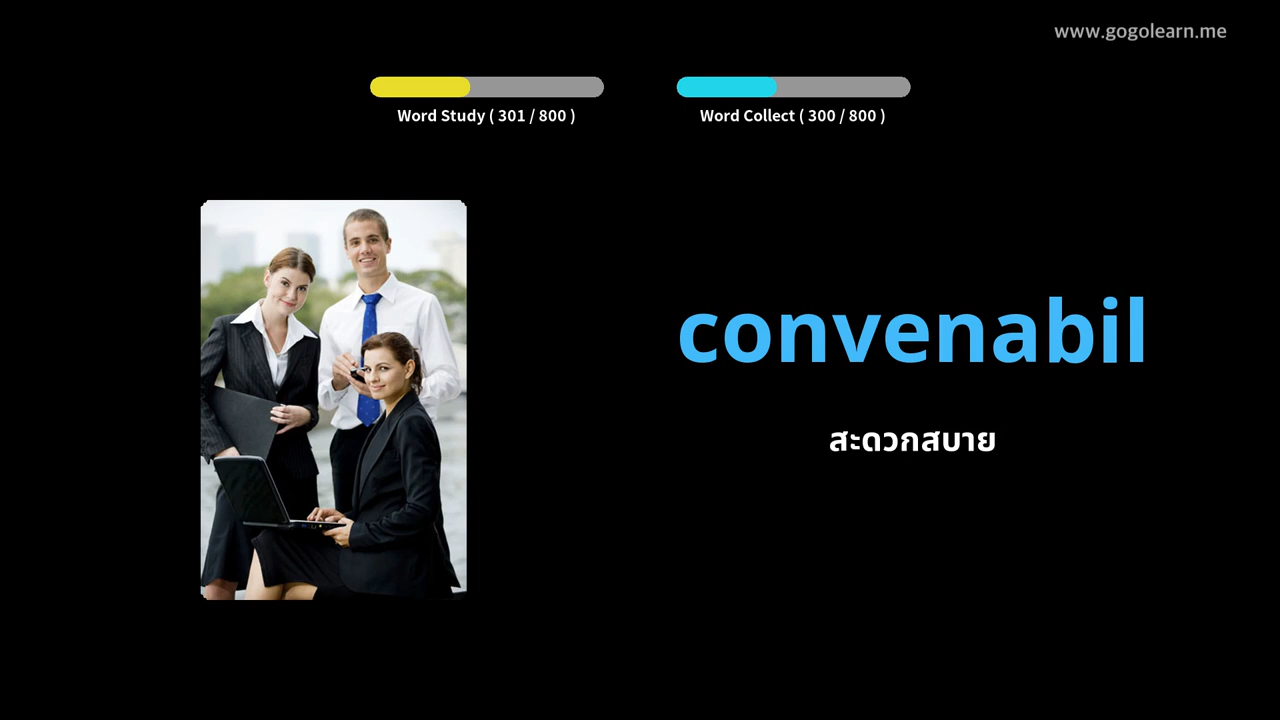 www.gogolearn.me
Word Study ( 301 / 800 )
Word Collect ( 300 / 800 )
convenabil
สะดวกสบาย